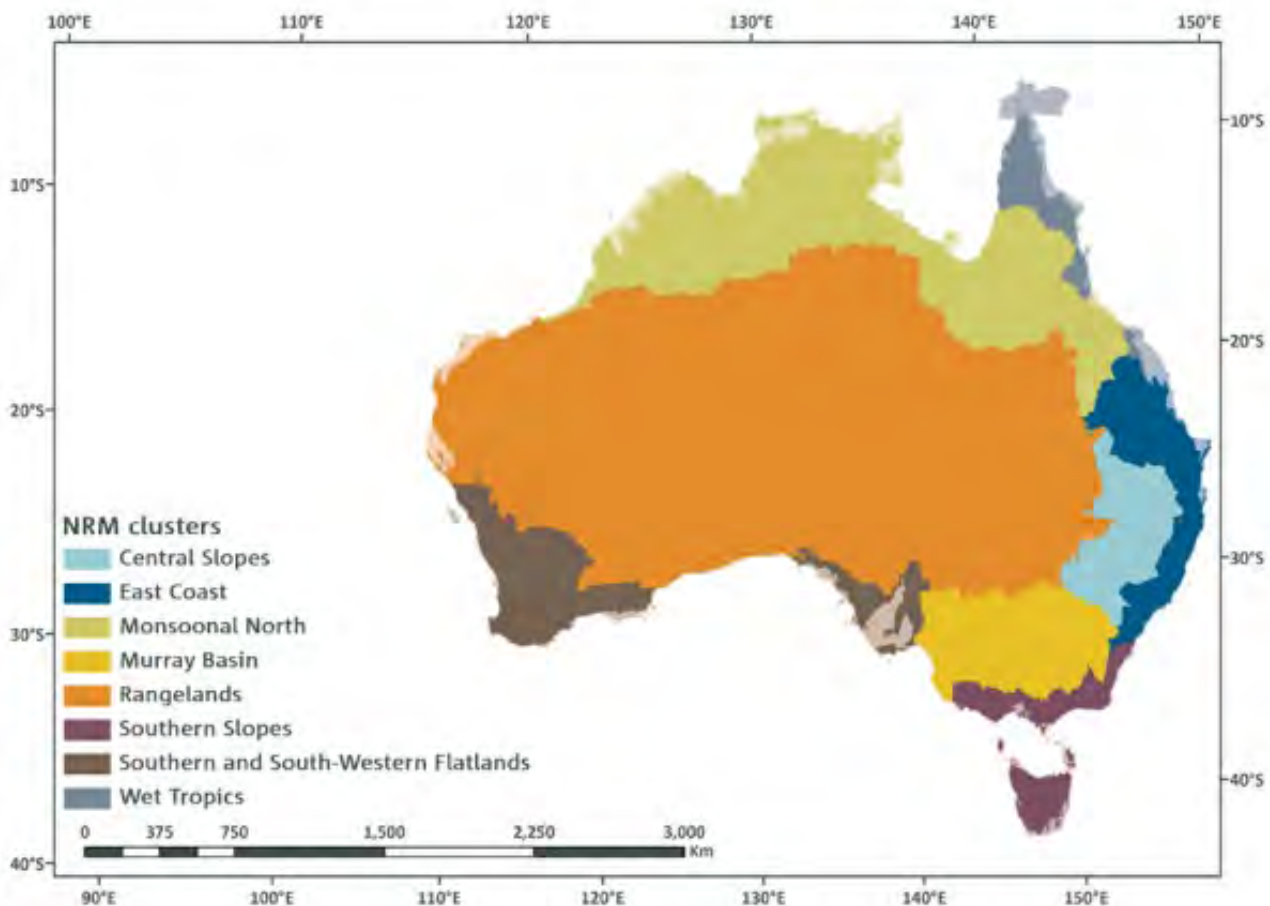 100°E 110°E 120°E 130°E 140°E 150°E
10°S
10°S
20°S
20°S
NRM clusters
Central Slopes
East Coast
30°S
Monsoonal North
30°S
Murray Basin
Rangelands
Southern Slopes
Southern and South-Western Flatlands
40°S
Wet Tropics
0 375 750 1,500 2,250 3,000
Km
40°S
90°E 100°E 110°E 120°E 130°E 140°E 150°E